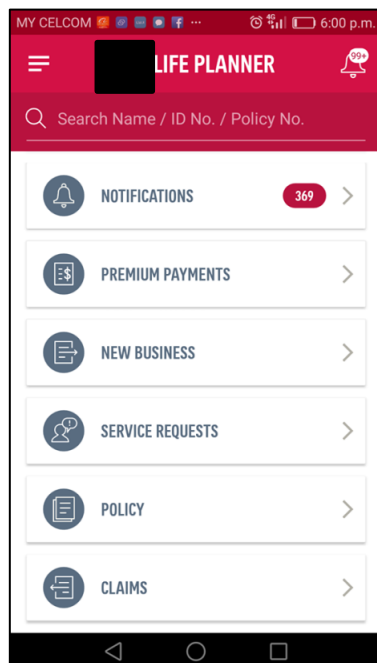 MY CELCOM ... 4G 6:00 p.m.
LIFE PLANNER 99+
Search Name / ID No. / Policy No.
NOTIFICATIONS 369
PREMIUM PAYMENTS
NEW BUSINESS
SERVICE REQUESTS
POLICY
CLAIMS